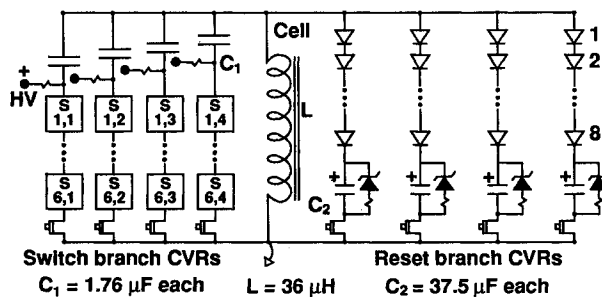 Cell
1
2
C1
+
HV
L
S 1,1
S 1,2
S 1,3
S 1,4
8
+
+
+
+
S 6,1
S 6,2
S 6,3
S 6,4
C2
Switch branch CVRs
Reset branch CVRs
C1 = 1.76 μF each
L = 36 μH
C2 = 37.5 μF each